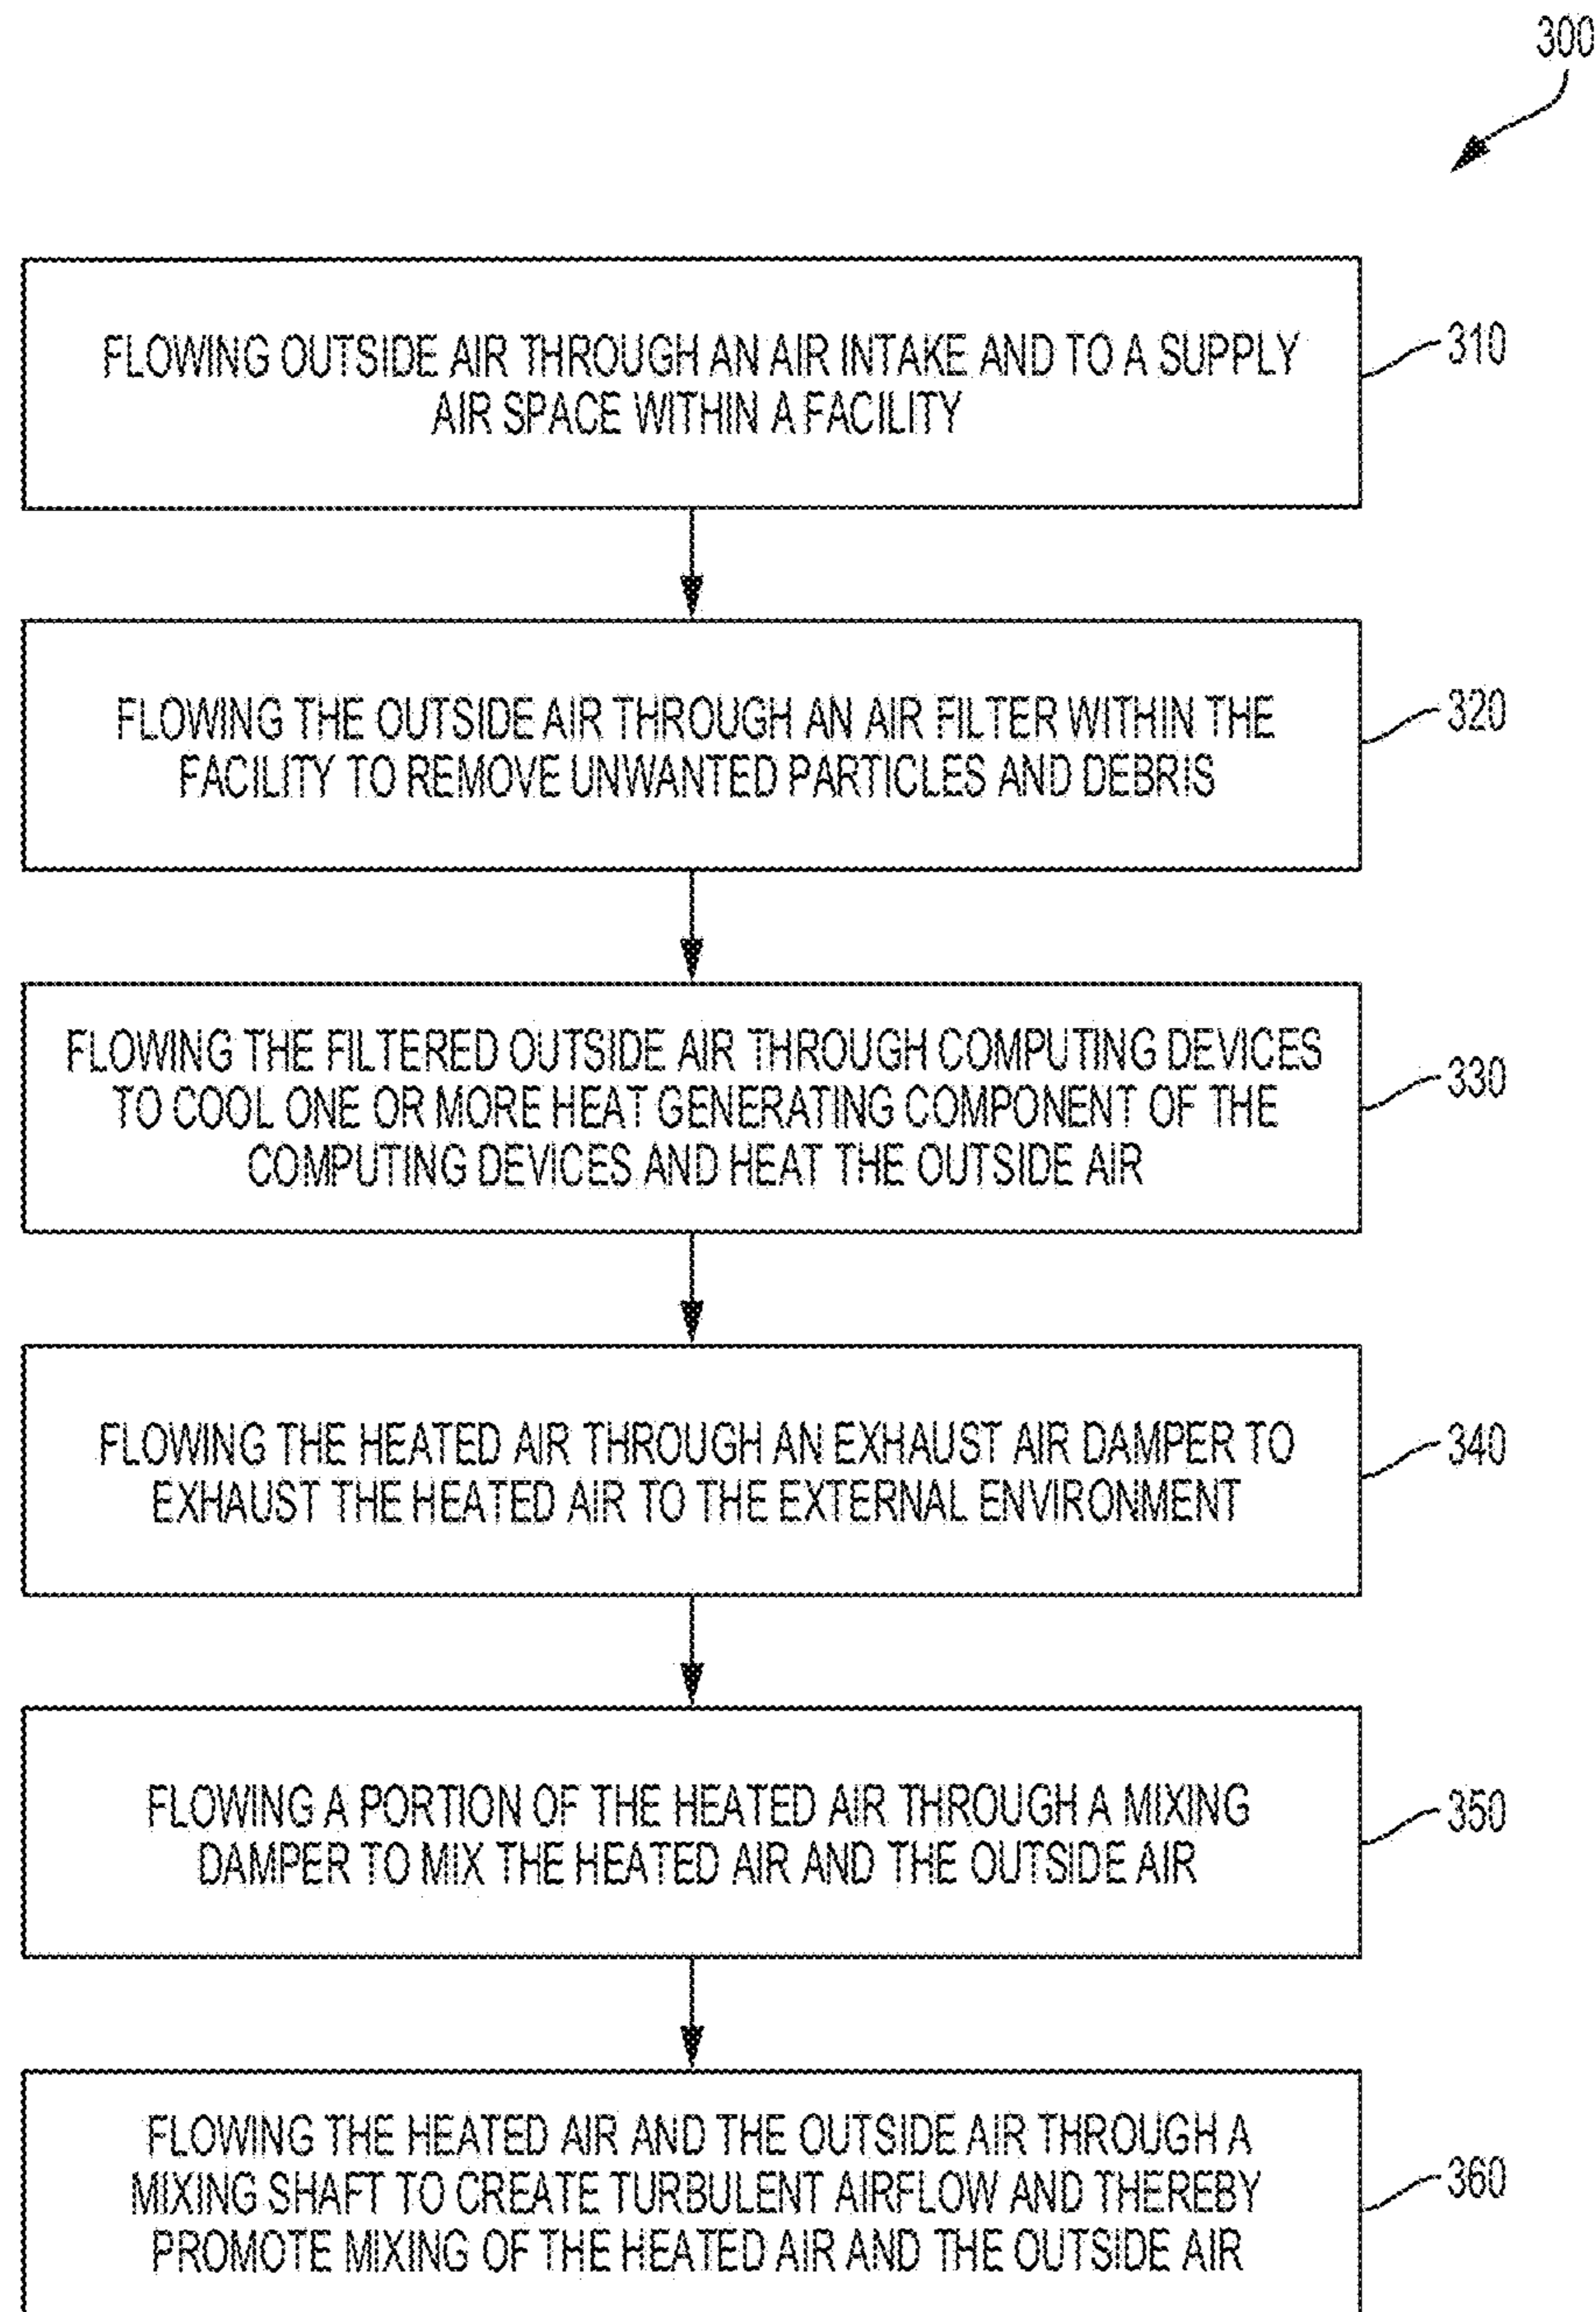 300
FLOWING OUTSIDE AIR THROUGH AN AIR INTAKE AND TO A SUPPLY
AIR SPACE WITHIN A FACILITY
310
FLOWING THE OUTSIDE AIR THROUGH AN AIR FILTER WITHIN THE
FACILITY TO REMOVE UNWANTED PARTICLES AND DEBRIS
320
FLOWING THE FILTERED OUTSIDE AIR THROUGH COMPUTING DEVICES
TO COOL ONE OR MORE HEAT GENERATING COMPONENT OF THE
COMPUTING DEVICES AND HEAT THE OUTSIDE AIR
330
FLOWING THE HEATED AIR THROUGH AN EXHAUST AIR DAMPER TO
EXHAUST THE HEATED AIR TO THE EXTERNAL ENVIRONMENT
340
FLOWING A PORTION OF THE HEATED AIR THROUGH A MIXING
DAMPER TO MIX THE HEATED AIR AND THE OUTSIDE AIR
350
FLOWING THE HEATED AIR AND THE OUTSIDE AIR THROUGH A
MIXING SHAFT TO CREATE TURBULENT AIRFLOW AND THEREBY
PROMOTE MIXING OF THE HEATED AIR AND THE OUTSIDE AIR
360